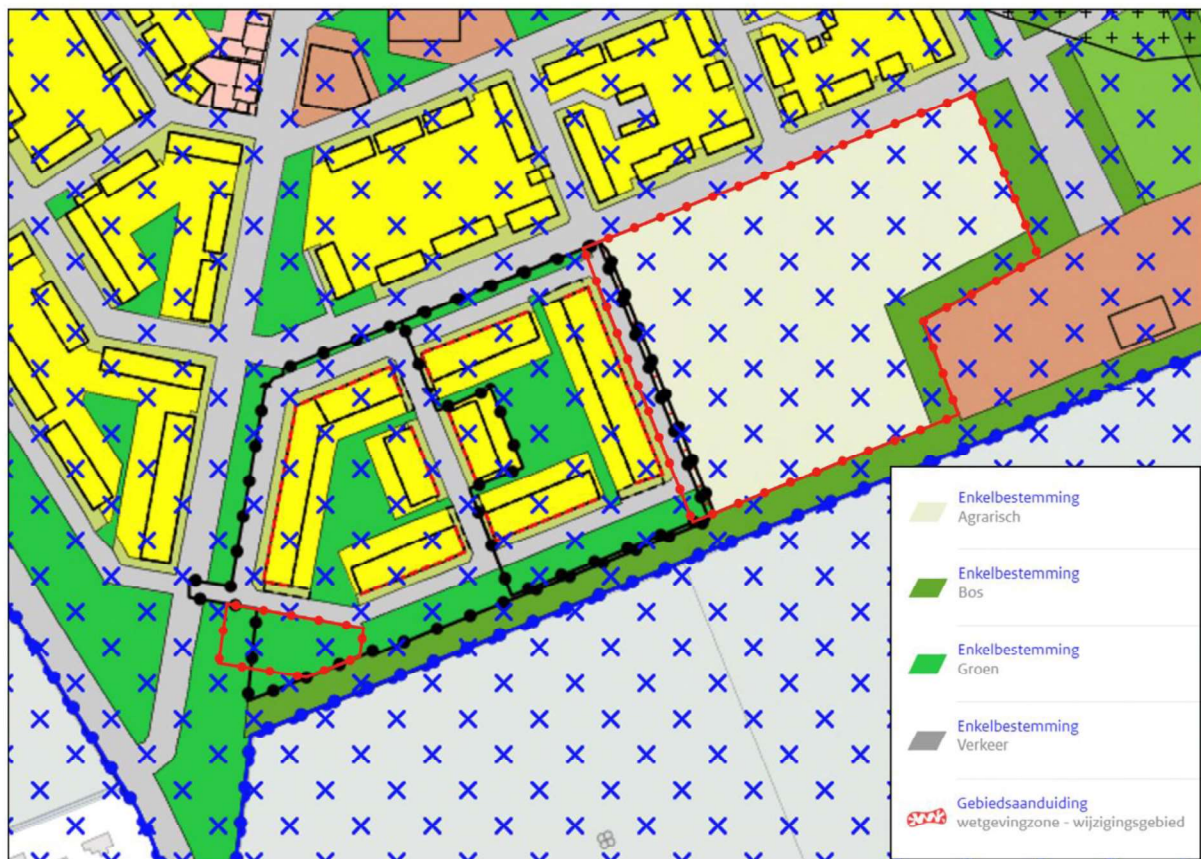 Enkelbestemming
Agrarisch
Enkelbestemming
Bos
Enkelbestemming
Groen
Enkelbestemming
Verkeer
Gebiedsaanduiding
wetgevingzone - wijzigingsgebied